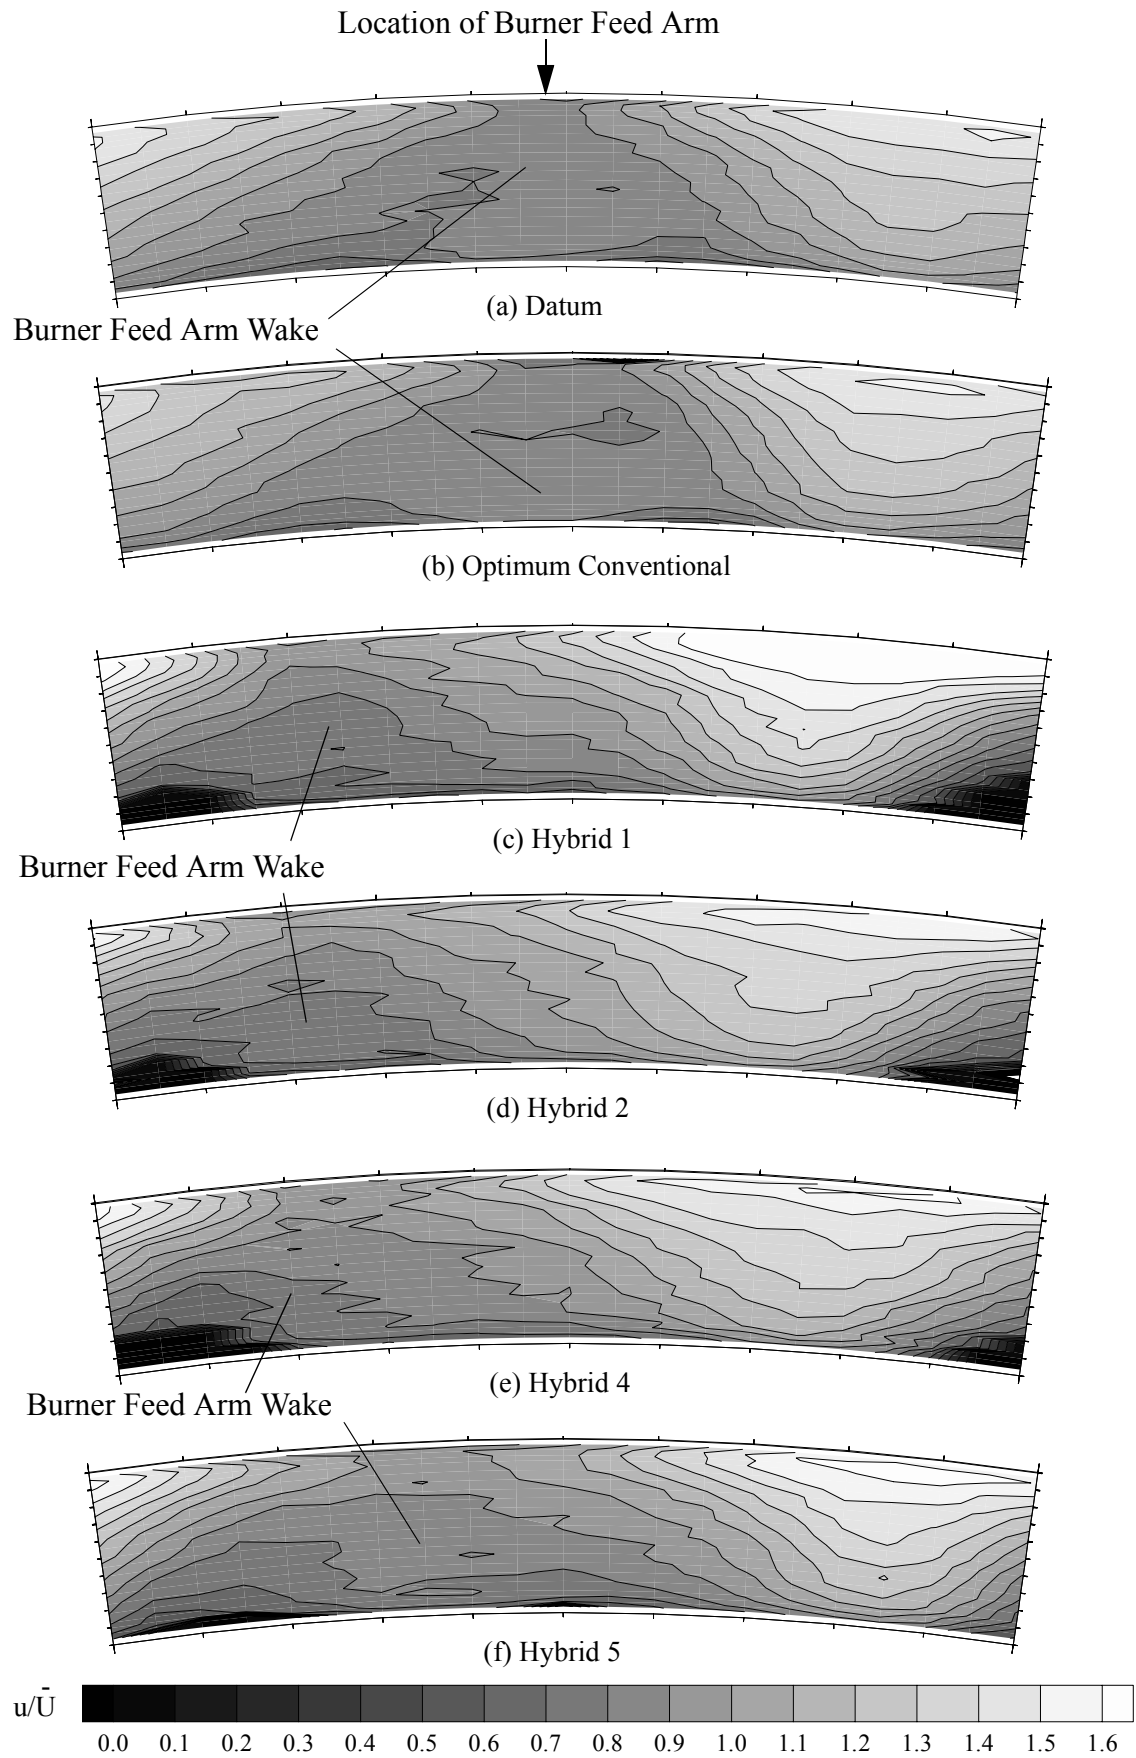 Location of Burner Feed Arm
(a) Datum
Burner Feed Arm Wake
(b) Optimum Conventional
(c) Hybrid 1
Burner Feed Arm Wake
(d) Hybrid 2
(e) Hybrid 4
Burner Feed Arm Wake
(f) Hybrid 5
u/Ū
0.0 0.1 0.2 0.3 0.4 0.5 0.6 0.7 0.8 0.9 1.0 1.1 1.2 1.3 1.4 1.5 1.6